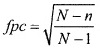 fpc = √((N − n)/(N − 1))